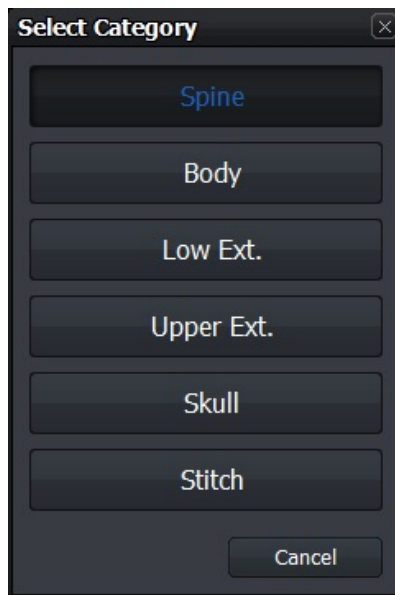 Select Category
Spine
Body
Low Ext.
Upper Ext.
Skull
Stitch
Cancel